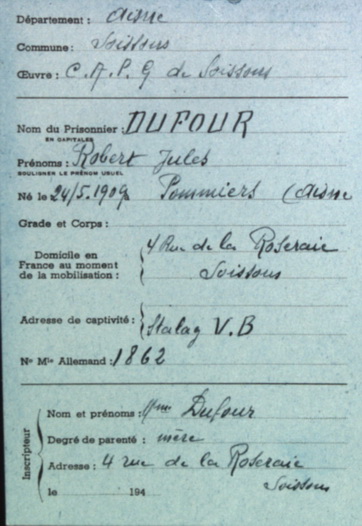 Département : Aisne
Commune : Soissons
Œuvre : C.A.P.G de Soissons
Nom du Prisonnier : DUFOUR
EN CAPITALES
Prénoms : Robert Jules
SOULIGNER LE PRÉNOM USUEL
Né le 24/5.1909 Pommiers (Aisne
Grade et Corps :
Domicile en
France au moment
de la mobilisation :
4 Rue de la Roseraie
Soissons
Adresse de captivité : Stalag V.B
N° Mle Allemand : 1862
Inscripteur
Nom et prénoms : Mme Dufour
Degré de parenté : mère
Adresse : 4 rue de la Roseraie
Soissons
le 194